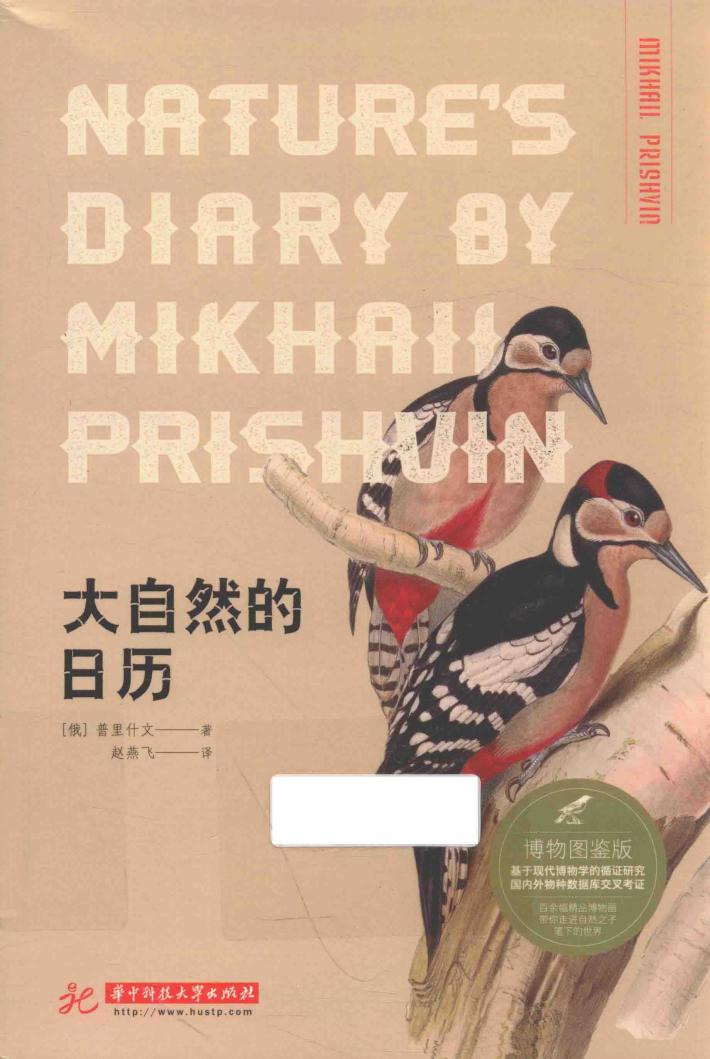 MIKHAIL PRISHVIN
NATURE'S
DIARY BY
MIKHAIL
PRISHVIN
大自然的
日历
[俄] 普里什文——著
赵燕飞——译
博物图鉴版
基于现代博物学的循证研究
国内外物种数据库交叉考证
百余幅精品博物画
带你走进自然之子
笔下的世界
华中科技大学出版社
http://www.hustp.com